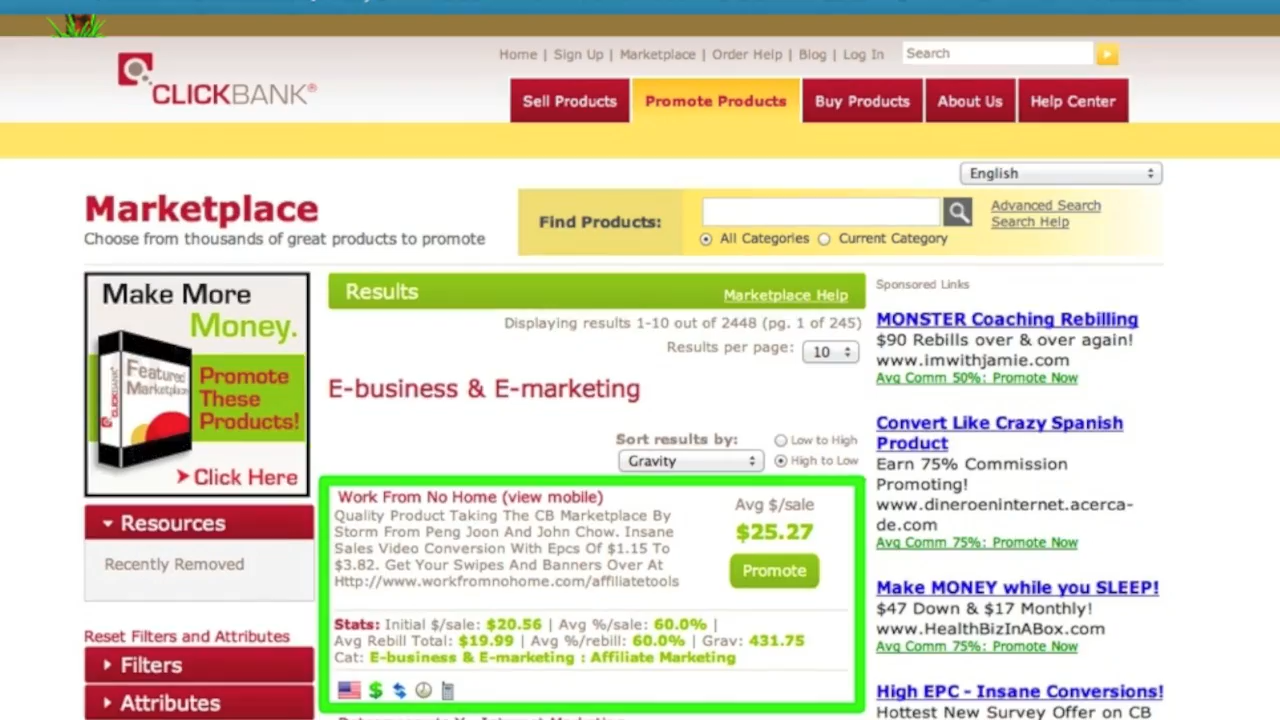 Home | Sign Up | Marketplace | Order Help | Blog | Log In
Search
CLICKBANK®
Sell Products
Promote Products
Buy Products
About Us
Help Center
English
Marketplace
Choose from thousands of great products to promote
Find Products:
All Categories
Current Category
Advanced Search
Search Help
Make More
Money.
CLICKBANK
Featured
Promote
These
Products!
Click Here
Resources
Recently Removed
Reset Filters and Attributes
Filters
Attributes
Results
Marketplace Help
Displaying results 1-10 out of 2448 (pg. 1 of 245)
Results per page:
10
E-business & E-marketing
Sort results by:
Low to High
Gravity
High to Low
Work From No Home (view mobile)
Quality Product Taking The CB Marketplace By
Storm From Peng Joon And John Chow. Insane
Sales Video Conversion With Epcs Of $1.15 To
$3.82. Get Your Swipes And Banners Over At
Http://www.workfromnohome.com/affiliatetools
Avg $/sale
$25.27
Promote
Stats: Initial $/sale: $20.56 | Avg %/sale: 60.0% |
Avg Rebill Total: $19.99 | Avg %/rebill: 60.0% | Grav: 431.75
Cat: E-business & E-marketing : Affiliate Marketing
Sponsored Links
MONSTER Coaching Rebilling
$90 Rebills over & over again!
www.imwithjamie.com
Avg Comm 50%: Promote Now
Convert Like Crazy Spanish
Product
Earn 75% Commission
Promoting!
www.dineroeninternet.acerca-
de.com
Avg Comm 75%: Promote Now
Make MONEY while you SLEEP!
$47 Down & $17 Monthly!
www.HealthBizInABox.com
Avg Comm 75%: Promote Now
High EPC - Insane Conversions!
Hottest New Survey Offer on CB